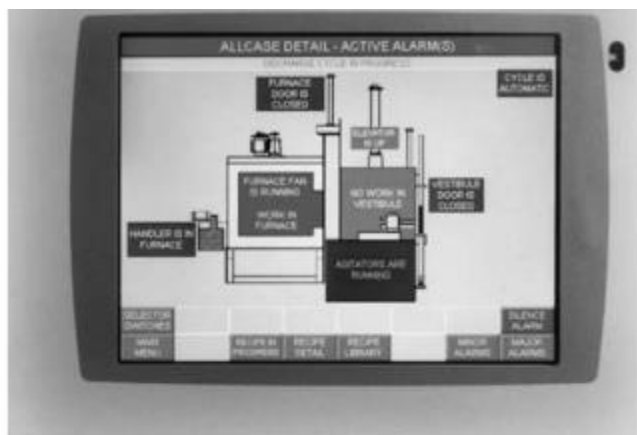 ALLCASE DETAIL - ACTIVE ALARM(S)
DISCHARGE CYCLE IN PROGRESS
FURNACE
DOOR IS
CLOSED
CYCLE IS
AUTOMATIC
ELEVATOR
IS UP
FURNACE FAN
IS RUNNING
WORK IN
FURNACE
NO WORK IN
VESTIBULE
VESTIBULE
DOOR IS
CLOSED
HANDLER IS IN
FURNACE
AGITATORS ARE
RUNNING
SELECTOR
SWITCHES
SILENCE
ALARM
MAIN
MENU
RECIPE IN
PROGRESS
RECIPE
DETAIL
RECIPE
LIBRARY
MINOR
ALARMS
MAJOR
ALARMS